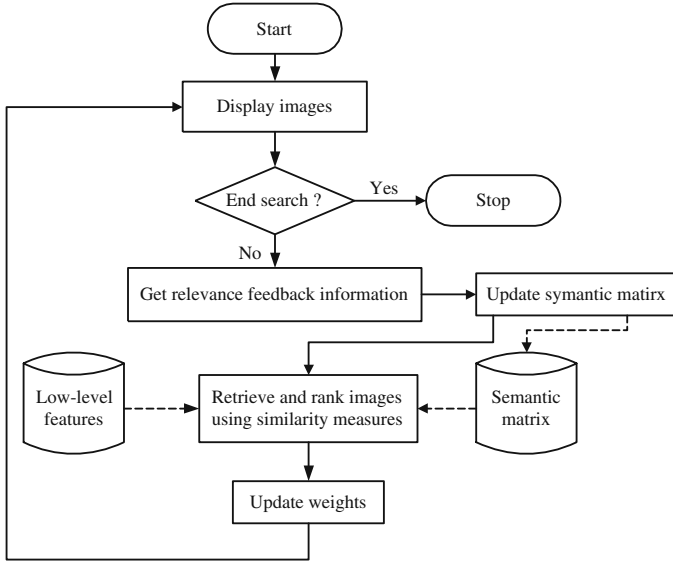 Start
Display images
End search ?
Yes
Stop
No
Get relevance feedback information
Update symantic matirx
Low-level
features
Retrieve and rank images
using similarity measures
Semantic
matrix
Update weights